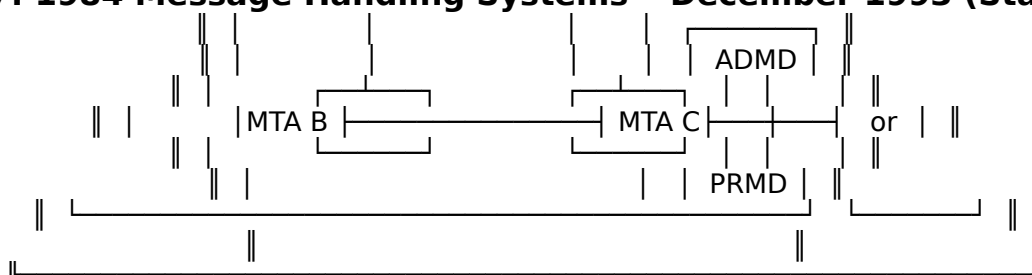 1984 Message Handling Systems – December 1993 (Sta
ADMD
MTA B MTA C or
PRMD